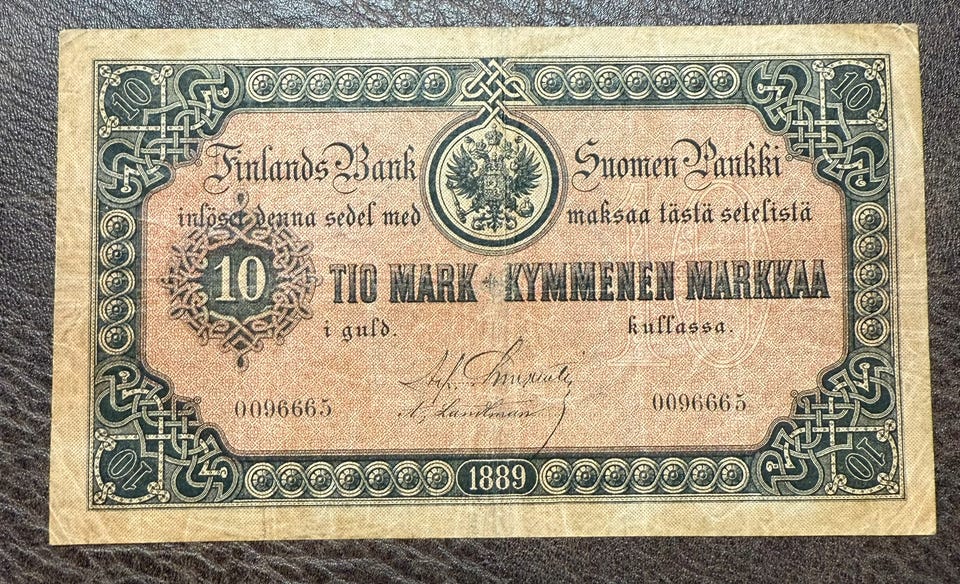 10 10
Finlands Bank Suomen Pankki
inlöser denna sedel med maksaa tästä setelistä
10 TIO MARK KYMMENEN MARKKAA 10
i guld. kullassa.
0096665 0096665
10 1889 10